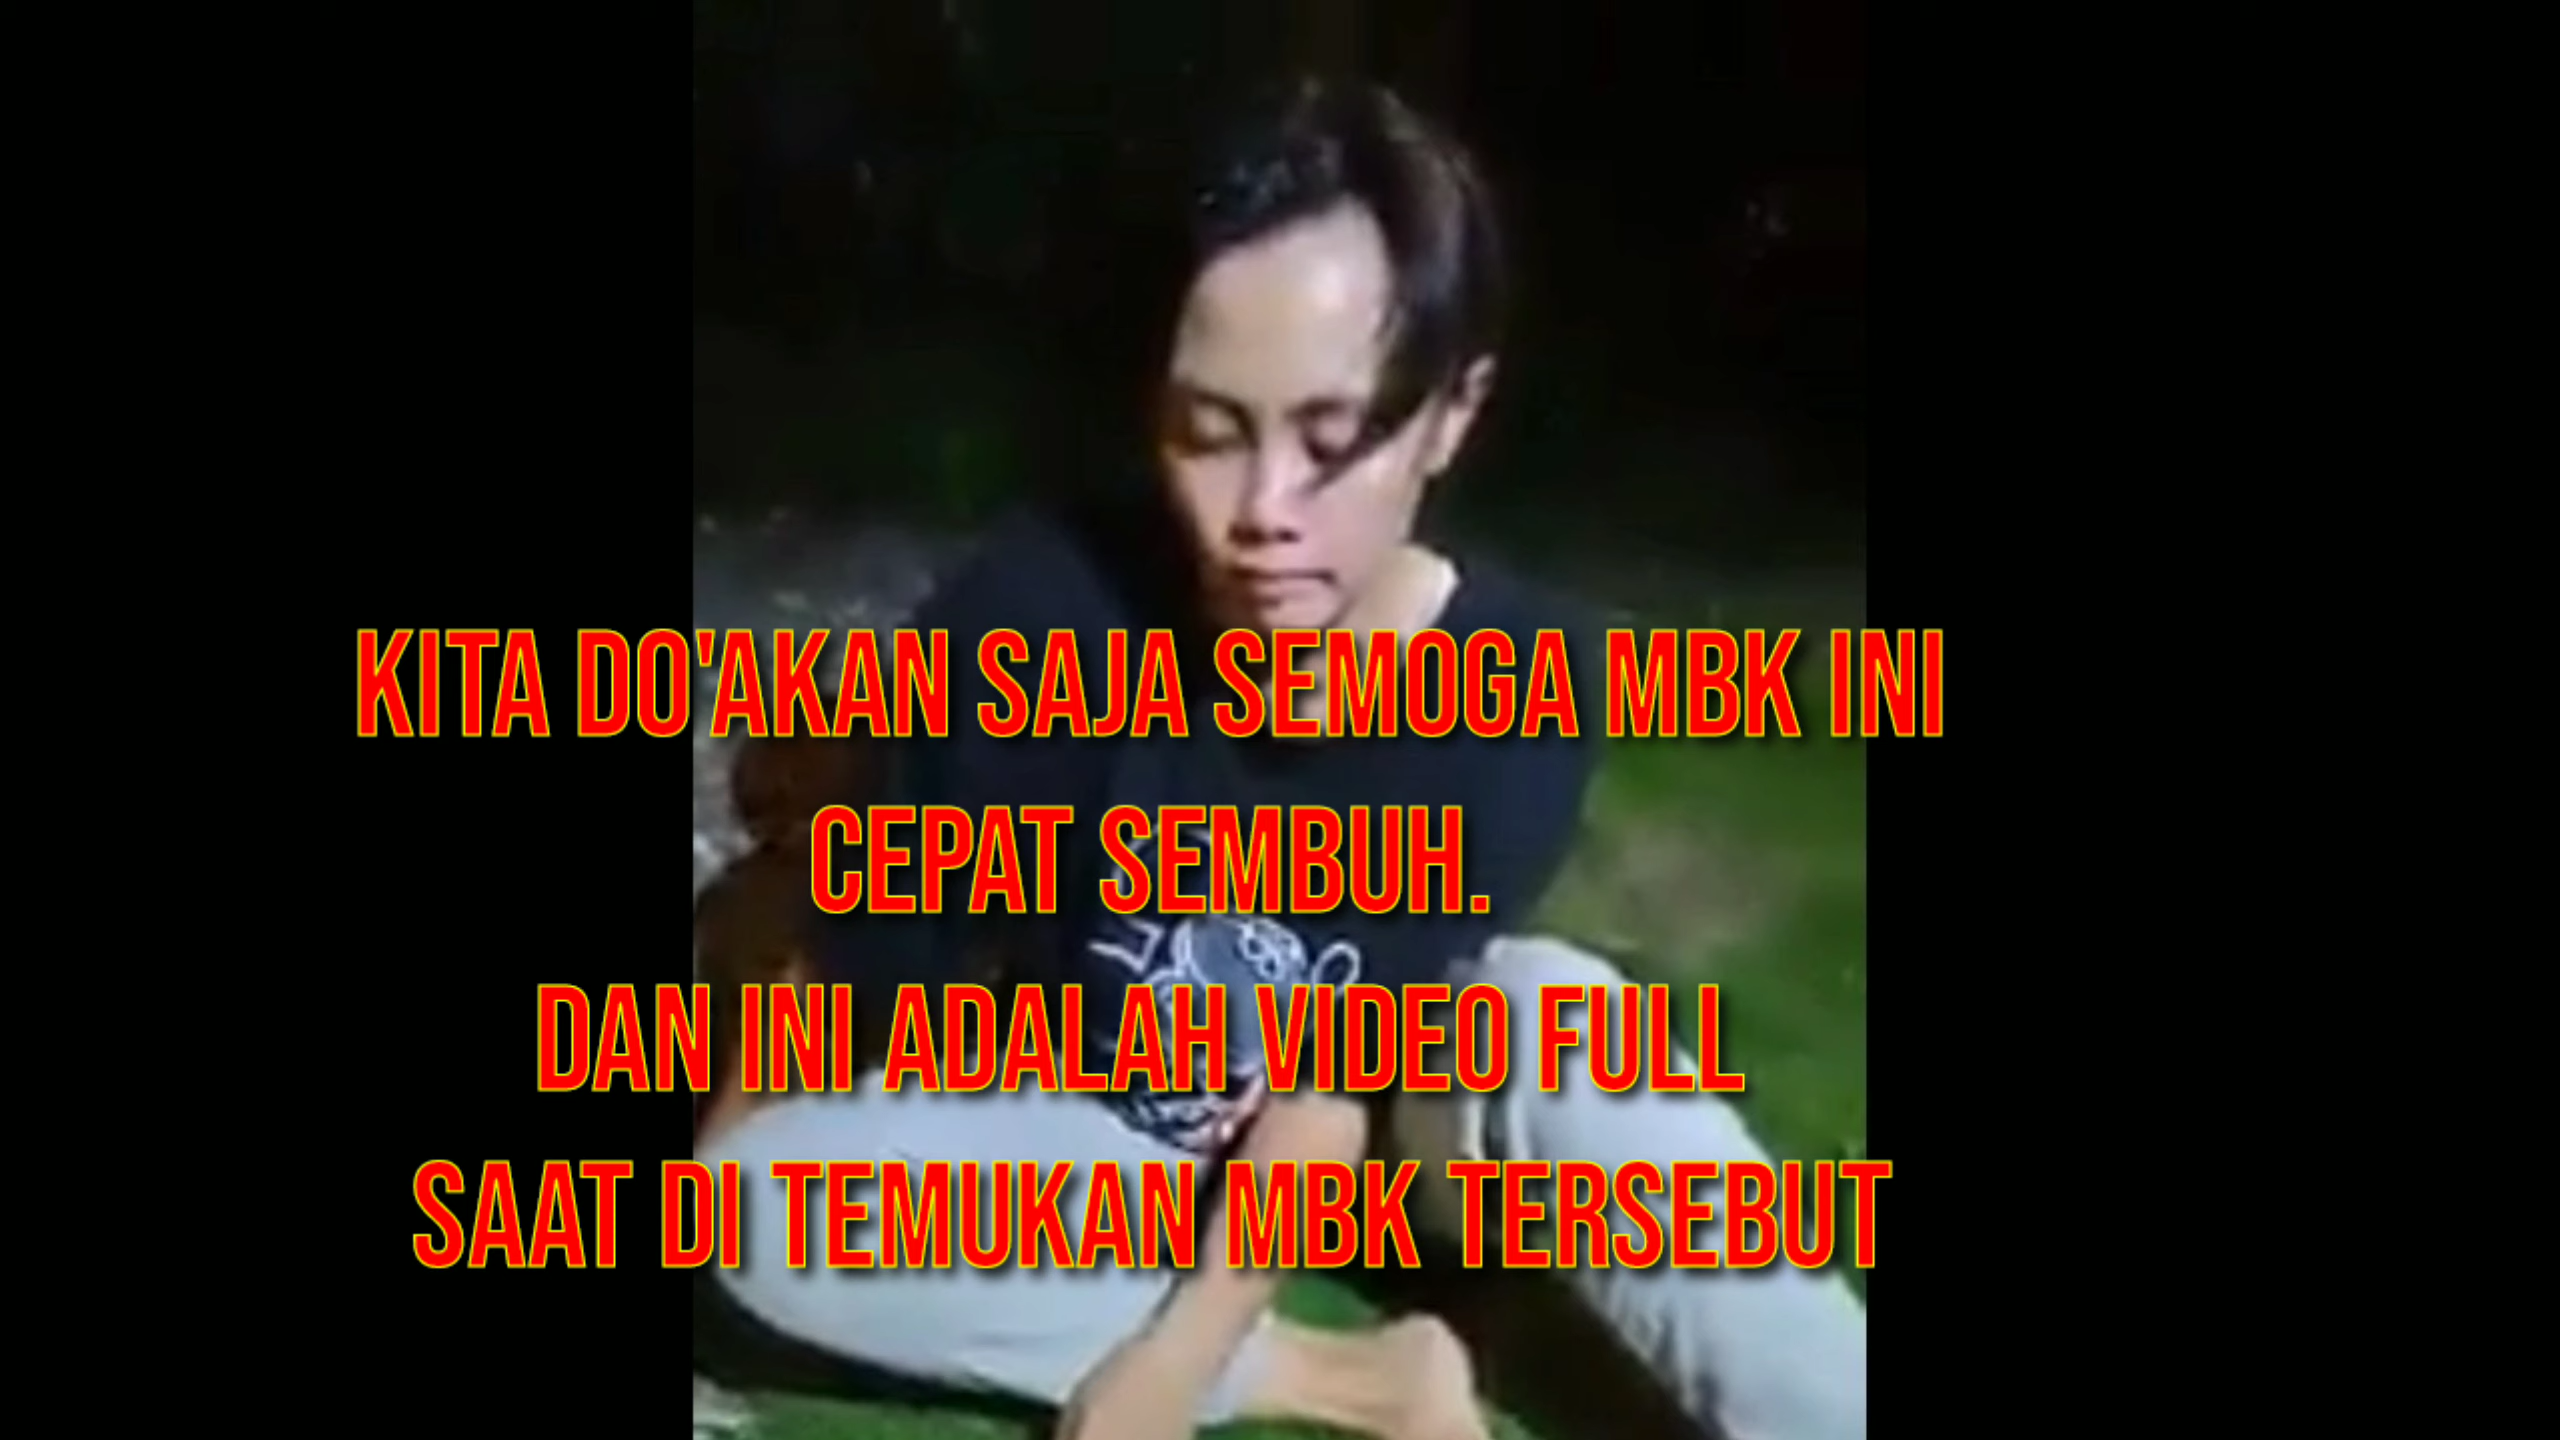 KITA DO'AKAN SAJA SEMOGA MBK INI
CEPAT SEMBUH.
DAN INI ADALAH VIDEO FULL
SAAT DI TEMUKAN MBK TERSEBUT